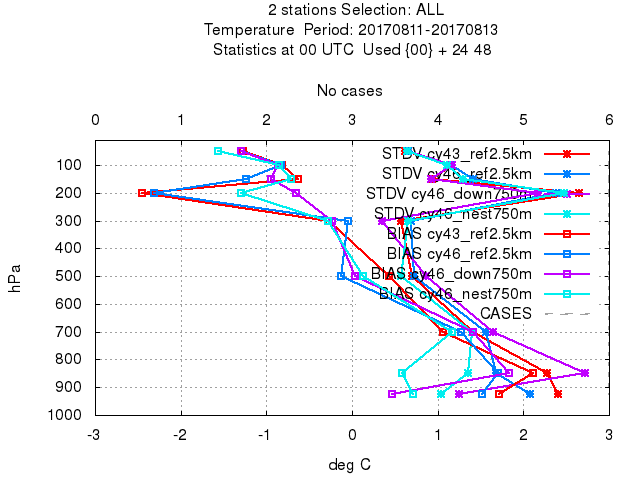 2 stations Selection: ALL
Temperature Period: 20170811-20170813
Statistics at 00 UTC Used {00} + 24 48
No cases
0 1 2 3 4 5 6
STDV cy43_ref2.5km
STDV cy46_ref2.5km
STDV cy46_down750m
STDV cy46_nest750m
BIAS cy43_ref2.5km
BIAS cy46_ref2.5km
BIAS cy46_down750m
BIAS cy46_nest750m
CASES
100
200
300
400
500
600
700
800
900
1000
hPa
-3 -2 -1 0 1 2 3
deg C